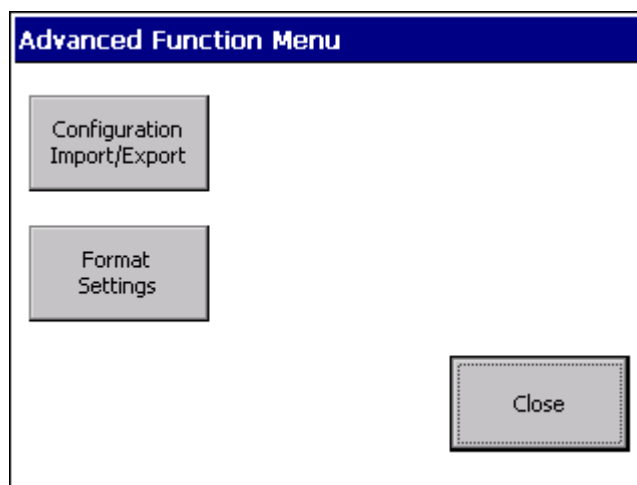 Advanced Function Menu
Configuration
Import/Export
Format
Settings
Close